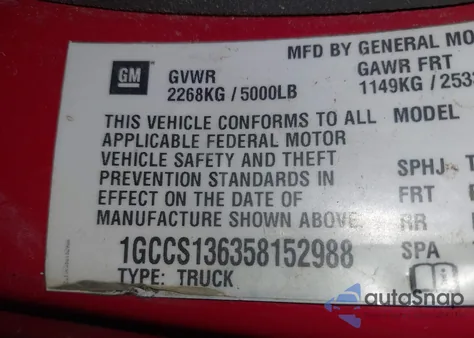 MFD BY GENERAL MO
GM
GVWR
GAWR FRT
2268KG / 5000LB
1149KG / 253
THIS VEHICLE CONFORMS TO ALL
MODEL
APPLICABLE FEDERAL MOTOR
VEHICLE SAFETY AND THEFT
SPHJ- T
PREVENTION STANDARDS IN
FRT
EFFECT ON THE DATE OF
MANUFACTURE SHOWN ABOVE.
RR
1GCCS136358152988
SPA
TYPE: TRUCK
autoSnap